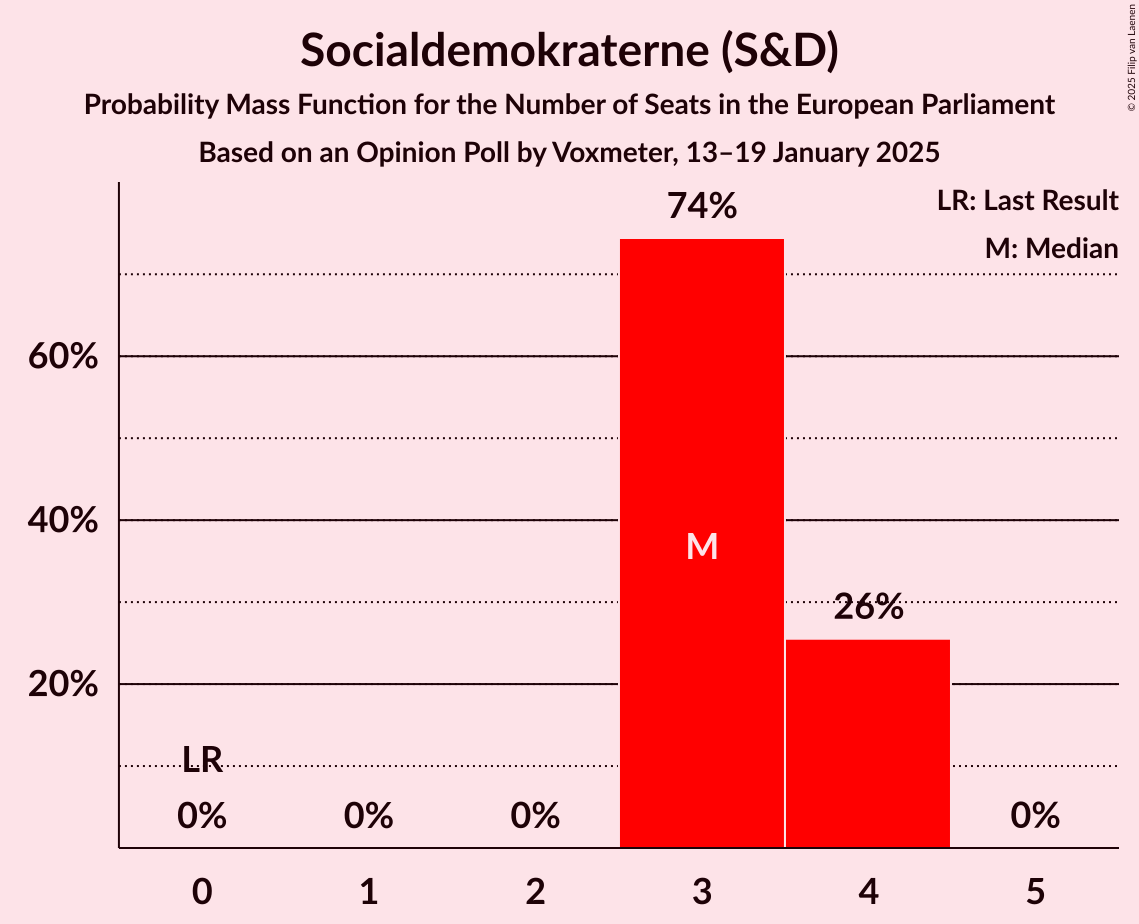 Socialdemokraterne (S&D)
Probability Mass Function for the Number of Seats in the European Parliament
Based on an Opinion Poll by Voxmeter, 13–19 January 2025
© 2025 Filip van Laenen
LR: Last Result
M: Median
74%
60%
40%
M
26%
20%
LR
0%
0%
0%
0%
0
1
2
3
4
5